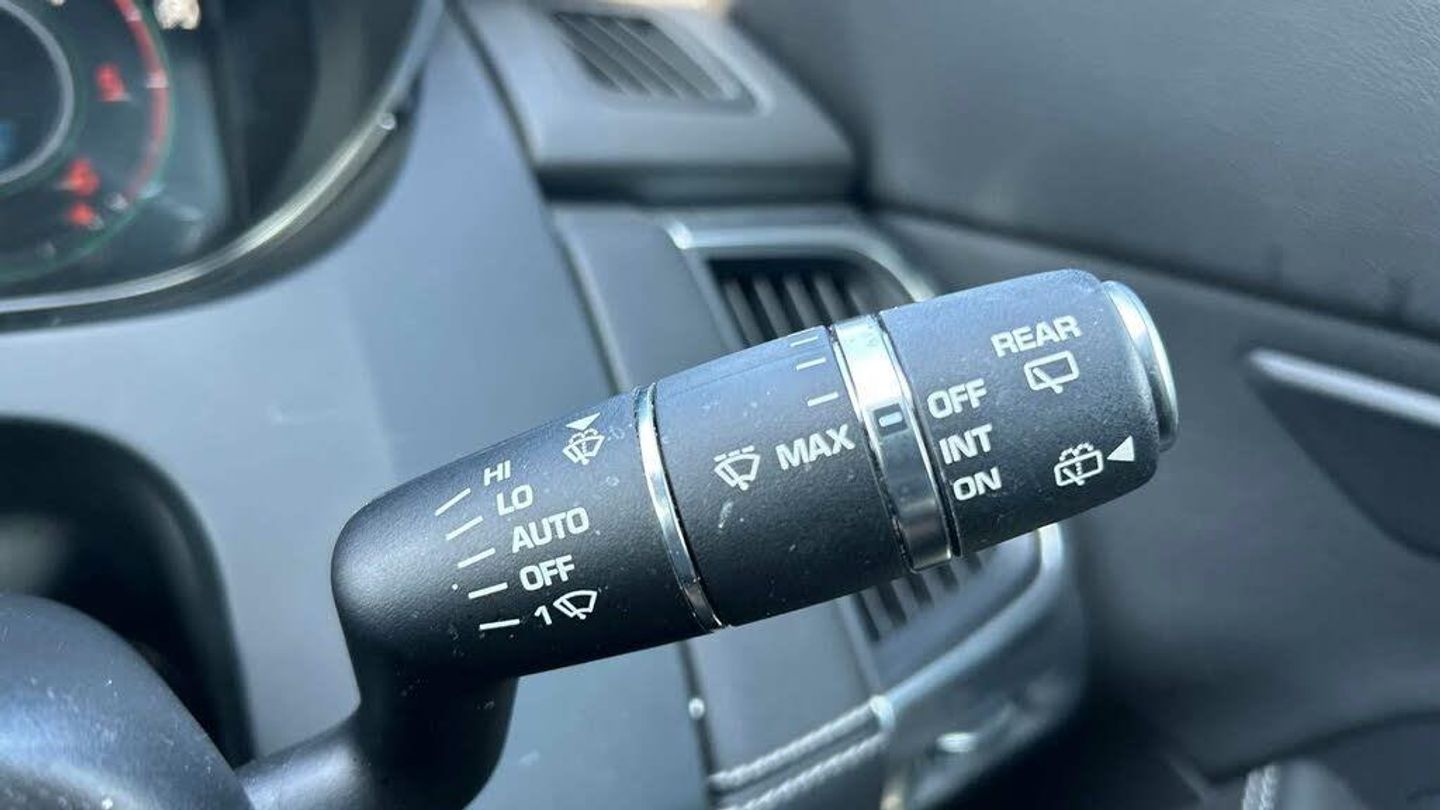 HI
LO
AUTO
OFF
1
MAX
REAR
OFF
INT
ON